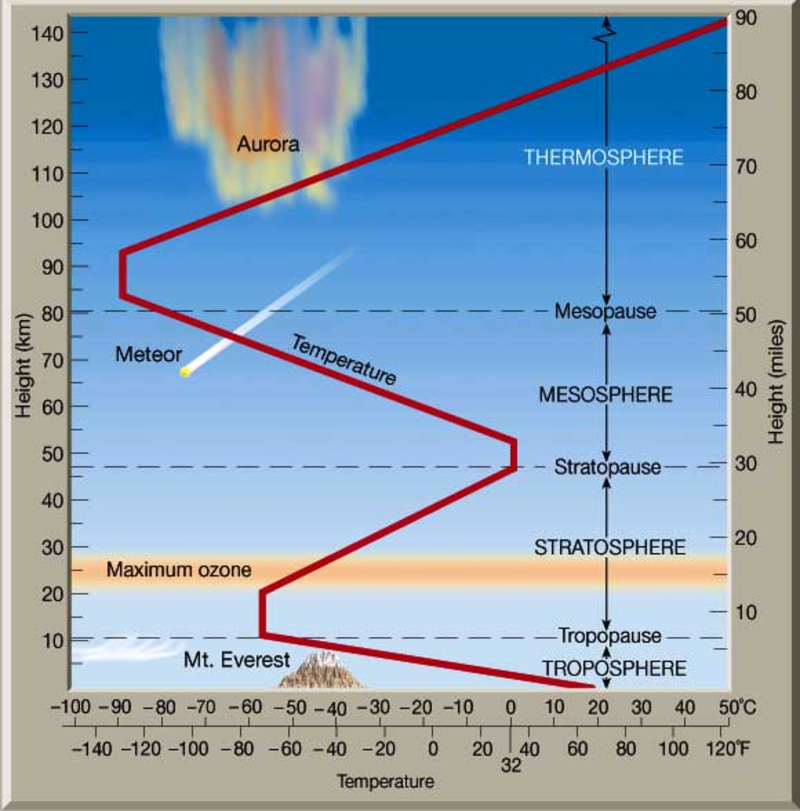 140
130
120
110
100
90
80
70
60
50
40
30
20
10
Height (km)
90
80
70
60
50
40
30
20
10
Height (miles)
Aurora
THERMOSPHERE
Mesopause
Meteor
Temperature
MESOSPHERE
Stratopause
STRATOSPHERE
Maximum ozone
Tropopause
Mt. Everest
TROPOSPHERE
−100 −90 −80 −70 −60 −50 −40 −30 −20 −10 0 10 20 30 40 50°C
−140 −120 −100 −80 −60 −40 −20 0 20 40 60 80 100 120°F
32
Temperature